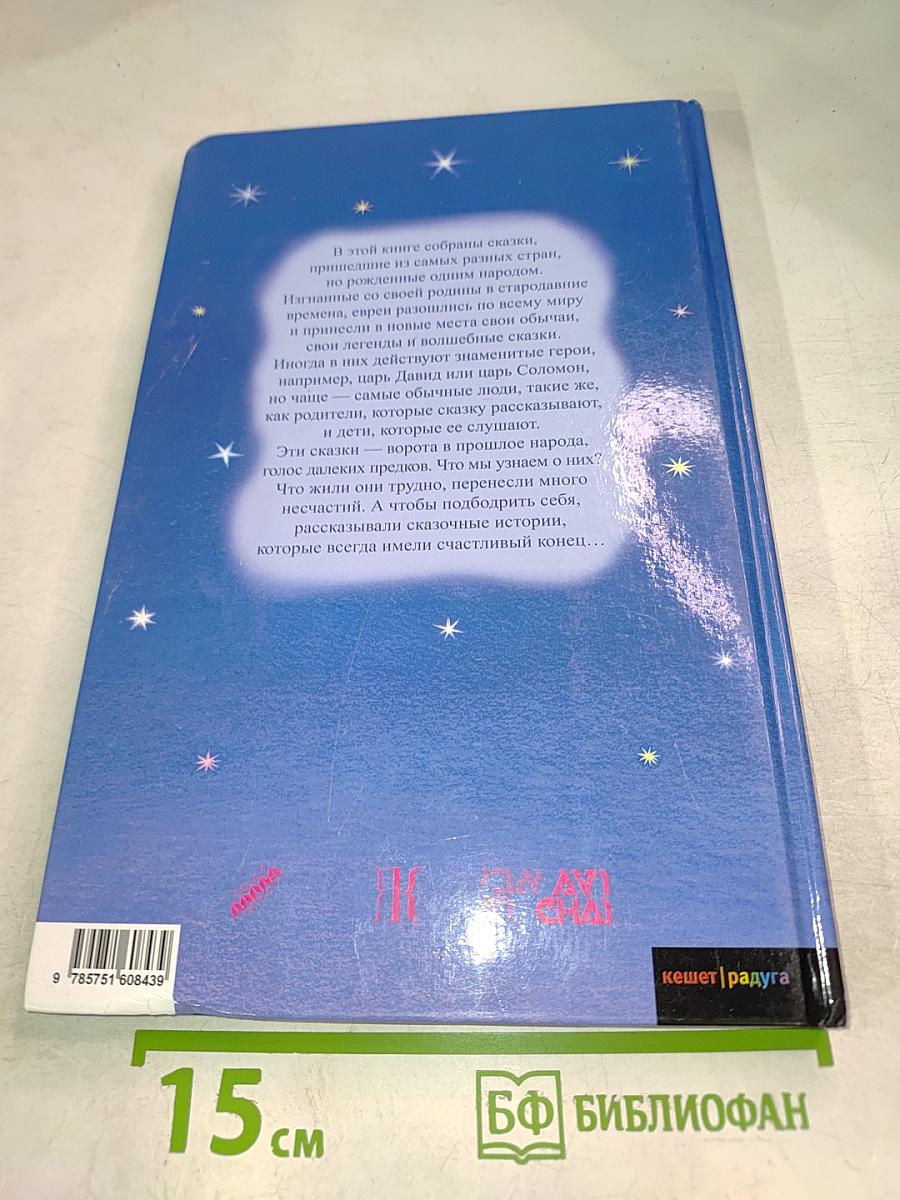 В этой книге собраны сказки,
пришедшие из самых разных стран,
но рожденные одним народом.
Изгнанные со своей родины в стародавние
времена, евреи разошлись по всему миру
и принесли в новые места свои обычаи,
свои легенды и волшебные сказки.
Иногда в них действуют знаменитые герои,
например, царь Давид или царь Соломон,
но чаще — самые обычные люди, такие же,
как родители, которые сказку рассказывают,
и дети, которые ее слушают.
Эти сказки — ворота в прошлое народа,
голос далеких предков. Что мы узнаем о них?
Что жили они трудно, перенесли много
несчастий. А чтобы подбодрить себя,
рассказывали сказочные истории,
которые всегда имели счастливый конец…
AVI
CHAI
9 785751 608439
кешет|радуга
15 см
БФ БИБЛИОФАН